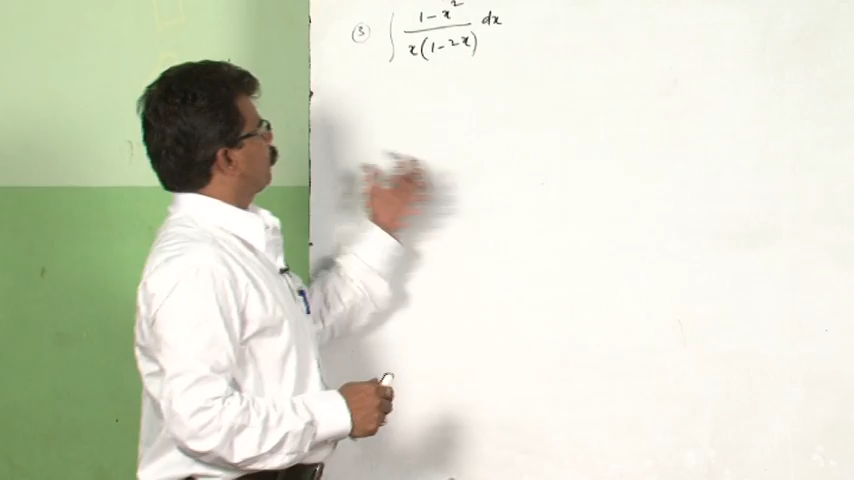 ③ ∫ (1-x²)/(x(1-2x)) dx